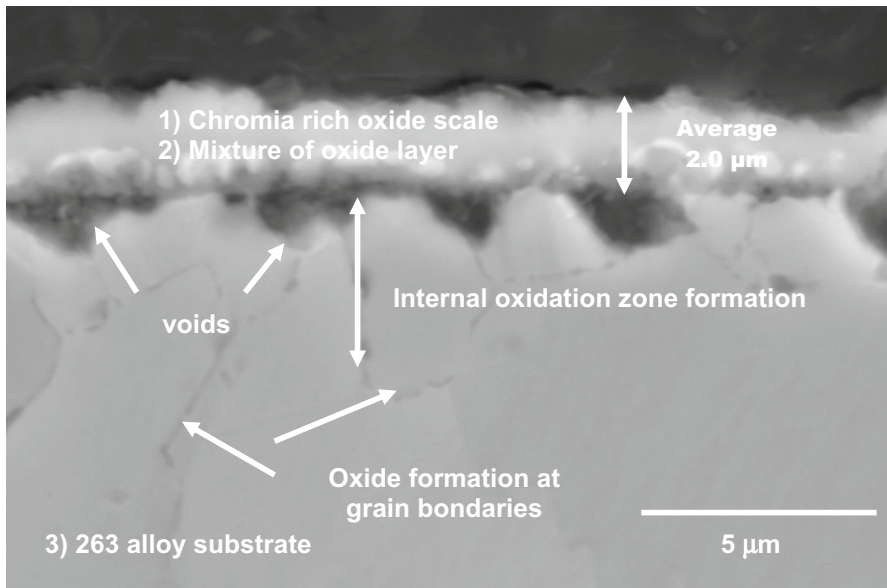 1) Chromia rich oxide scale
2) Mixture of oxide layer
Average
2.0 µm
Internal oxidation zone formation
voids
Oxide formation at
grain bondaries
3) 263 alloy substrate
5 µm